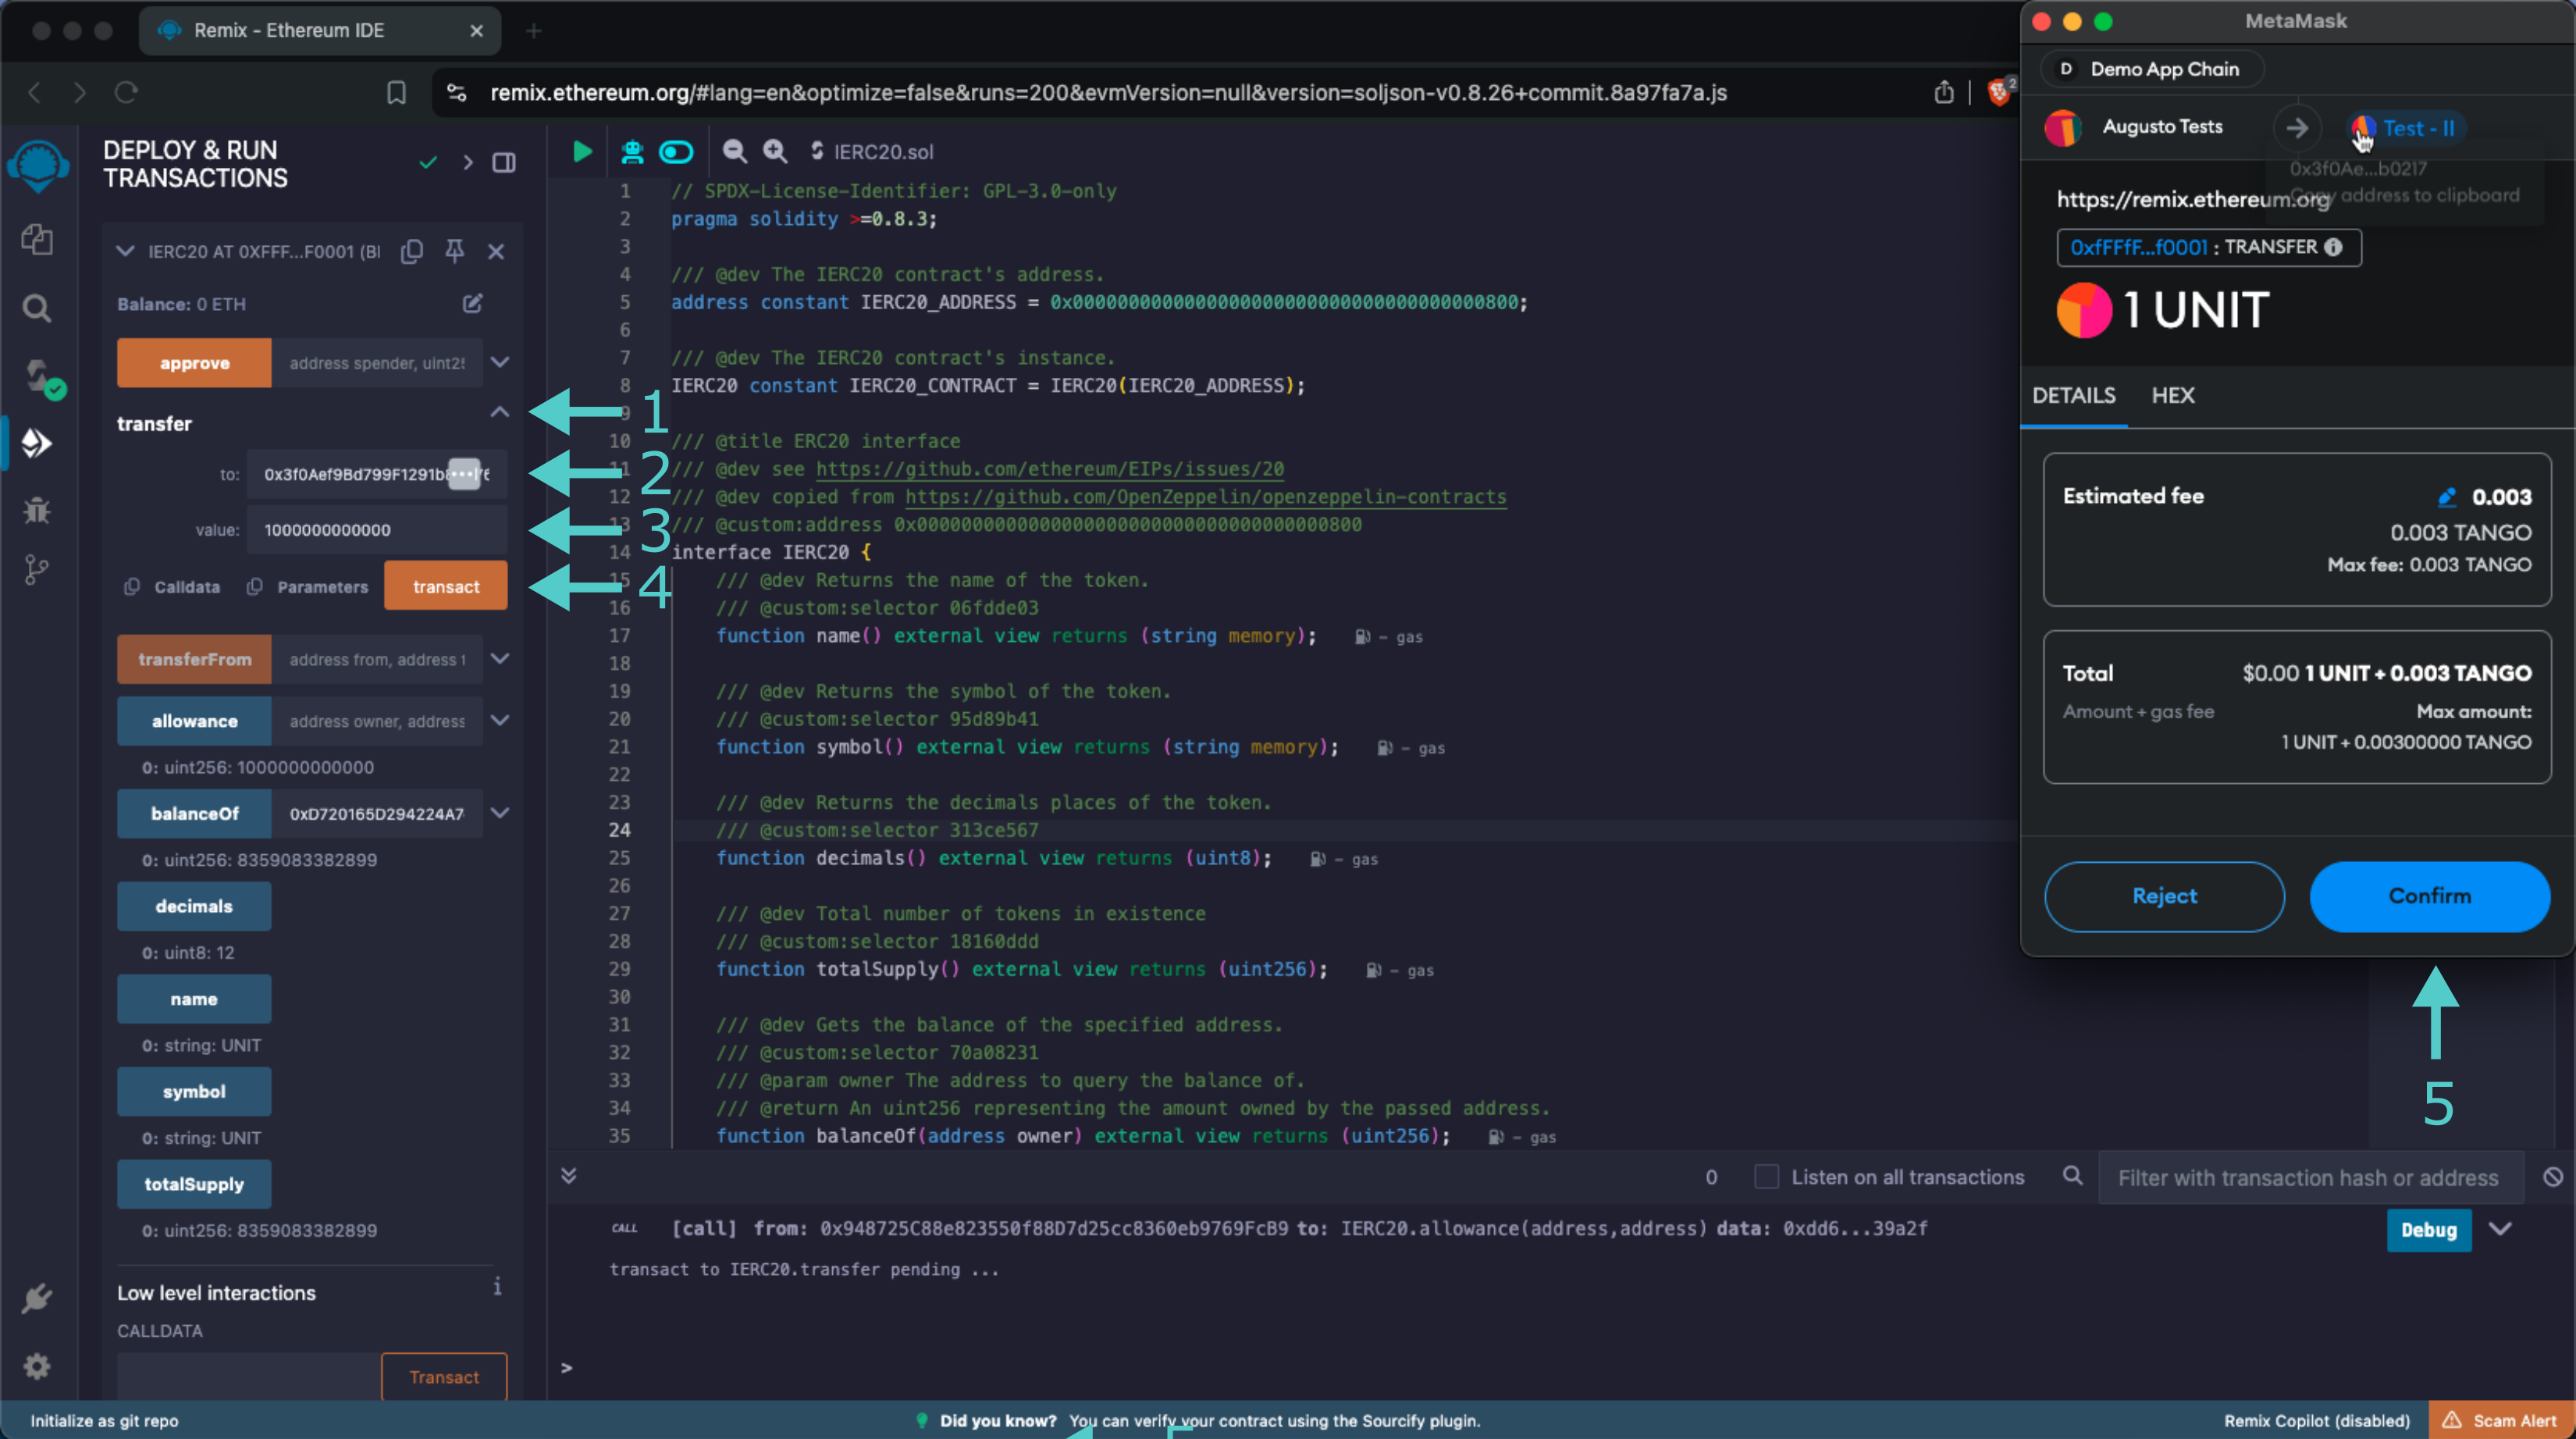 Remix - Ethereum IDE
remix.ethereum.org/#lang=en&optimize=false&runs=200&evmVersion=null&version=soljson-v0.8.26+commit.8a97fa7a.js
2
DEPLOY & RUN
TRANSACTIONS
IERC20 AT 0XFFF...F0001 (Bl
Balance: 0 ETH
approve
address spender, uint2
transfer
to:
value:
1000000000000
Calldata
Parameters
transact
transferFrom
address from, address t
allowance
address owner, address
0: uint256: 1000000000000
balanceOf
0xD720165D294224A7
0: uint256: 8359083382899
decimals
0: uint8: 12
name
0: string: UNIT
symbol
0: string: UNIT
totalSupply
0: uint256: 8359083382899
Low level interactions
i
CALLDATA
Transact
1
2
3
4
IERC20.sol
1 // SPDX-License-Identifier: GPL-3.0-only
2 pragma solidity >=0.8.3;
3
4 /// @dev The IERC20 contract's address.
5 address constant IERC20_ADDRESS = 0x0000000000000000000000000000000000000800;
6
7 /// @dev The IERC20 contract's instance.
8 IERC20 constant IERC20_CONTRACT = IERC20(IERC20_ADDRESS);
9
10 /// @title ERC20 interface
11 /// @dev see https://github.com/ethereum/EIPs/issues/20
12 /// @dev copied from https://github.com/OpenZeppelin/openzeppelin-contracts
13 /// @custom:address 0x0000000000000000000000000000000000000800
14 interface IERC20 {
15 /// @dev Returns the name of the token.
16 /// @custom:selector 06fdde03
17 function name() external view returns (string memory); - gas
18
19 /// @dev Returns the symbol of the token.
20 /// @custom:selector 95d89b41
21 function symbol() external view returns (string memory); - gas
22
23 /// @dev Returns the decimals places of the token.
24 /// @custom:selector 313ce567
25 function decimals() external view returns (uint8); - gas
26
27 /// @dev Total number of tokens in existence
28 /// @custom:selector 18160ddd
29 function totalSupply() external view returns (uint256); - gas
30
31 /// @dev Gets the balance of the specified address.
32 /// @custom:selector 70a08231
33 /// @param owner The address to query the balance of.
34 /// @return An uint256 representing the amount owned by the passed address.
35 function balanceOf(address owner) external view returns (uint256); - gas
0
Listen on all transactions
Filter with transaction hash or address
CALL [call] from: 0x948725C88e823550f88D7d25cc8360eb9769FcB9 to: IERC20.allowance(address,address) data: 0xdd6...39a2f
Debug
transact to IERC20.transfer pending ...
>
MetaMask
D Demo App Chain
Augusto Tests
Test - II
0x3f0Ae...b0217
Copy address to clipboard
https://remix.ethereum.org
0xfFFfF...f0001 : TRANSFER
1 UNIT
DETAILS
HEX
Estimated fee
0.003
0.003 TANGO
Max fee: 0.003 TANGO
Total
$0.00 1 UNIT + 0.003 TANGO
Amount + gas fee
Max amount:
1 UNIT + 0.00300000 TANGO
Reject
Confirm
5
Initialize as git repo
Did you know? You can verify your contract using the Sourcify plugin.
Remix Copilot (disabled)
Scam Alert